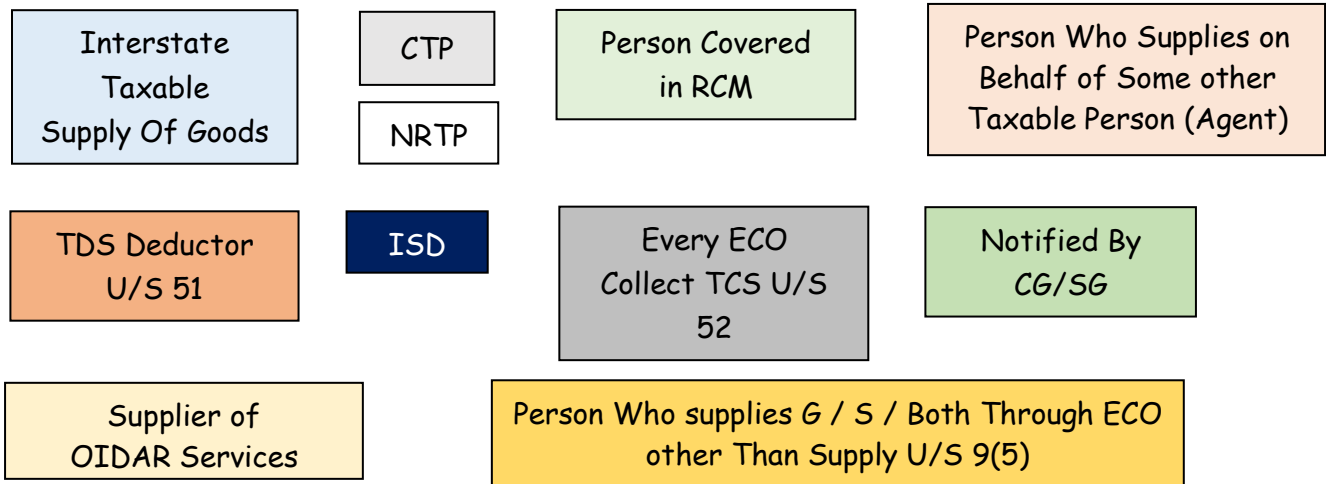 Interstate
Taxable
Supply Of Goods
CTP
NRTP
Person Covered
in RCM
Person Who Supplies on
Behalf of Some other
Taxable Person (Agent)
TDS Deductor
U/S 51
ISD
Every ECO
Collect TCS U/S
52
Notified By
CG/SG
Supplier of
OIDAR Services
Person Who supplies G / S / Both Through ECO
other Than Supply U/S 9(5)